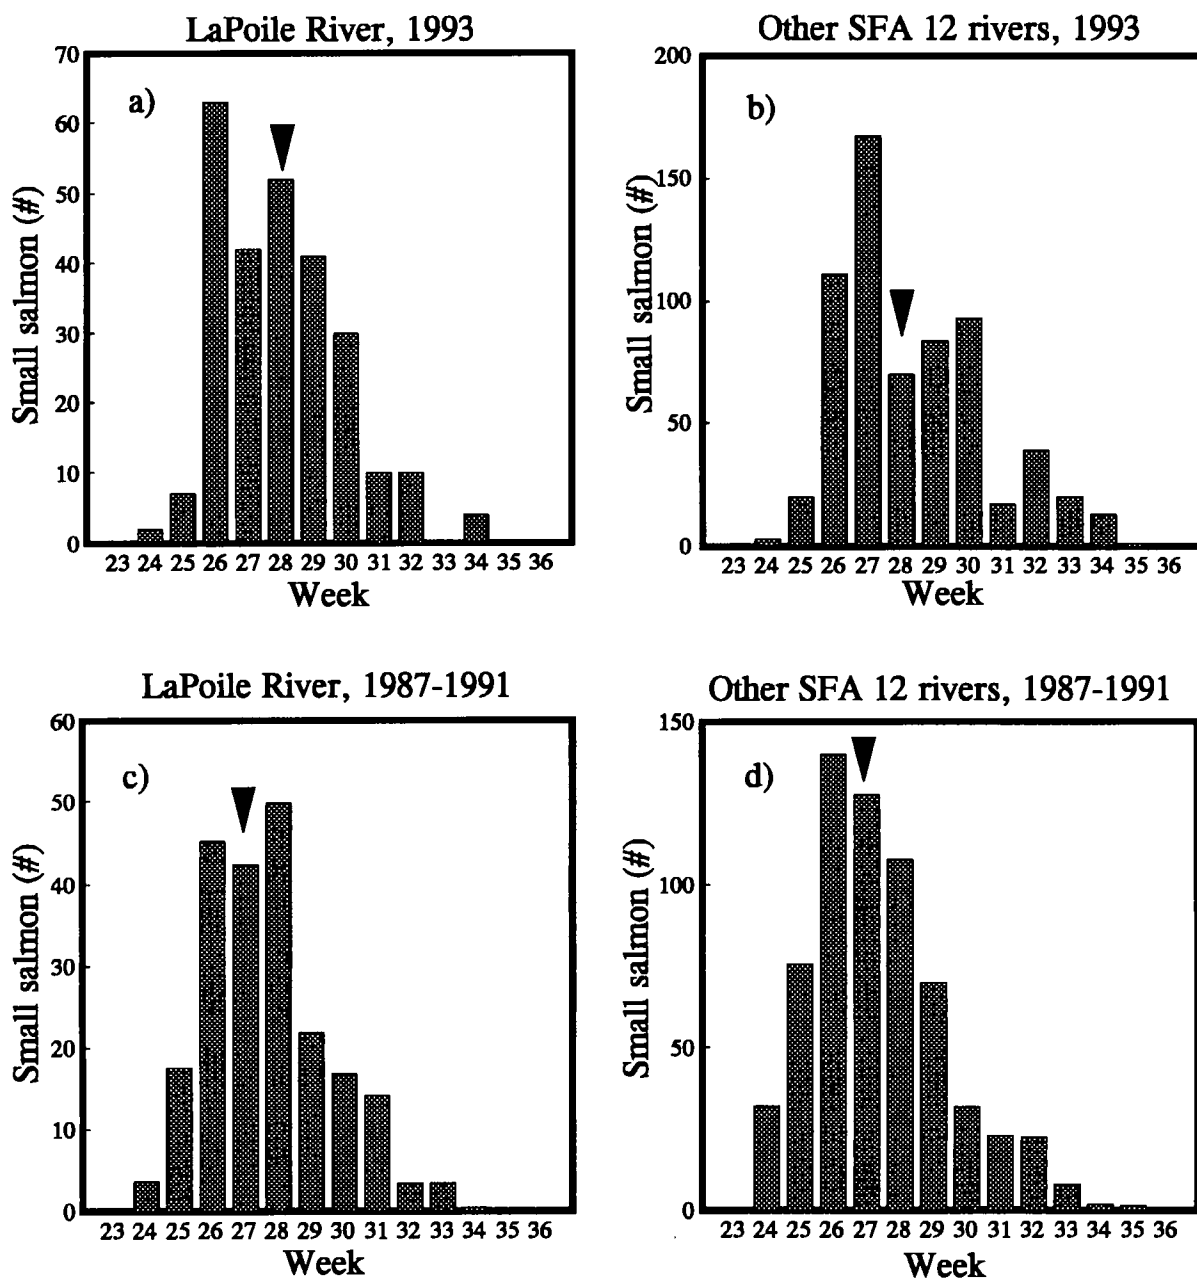 LaPoile River, 1993
a)
Small salmon (#)
70
60
50
40
30
20
10
0
23 24 25 26 27 28 29 30 31 32 33 34 35 36
Week
Other SFA 12 rivers, 1993
b)
Small salmon (#)
200
150
100
50
0
23 24 25 26 27 28 29 30 31 32 33 34 35 36
Week
LaPoile River, 1987-1991
c)
Small salmon (#)
60
50
40
30
20
10
0
23 24 25 26 27 28 29 30 31 32 33 34 35 36
Week
Other SFA 12 rivers, 1987-1991
d)
Small salmon (#)
150
100
50
0
23 24 25 26 27 28 29 30 31 32 33 34 35 36
Week